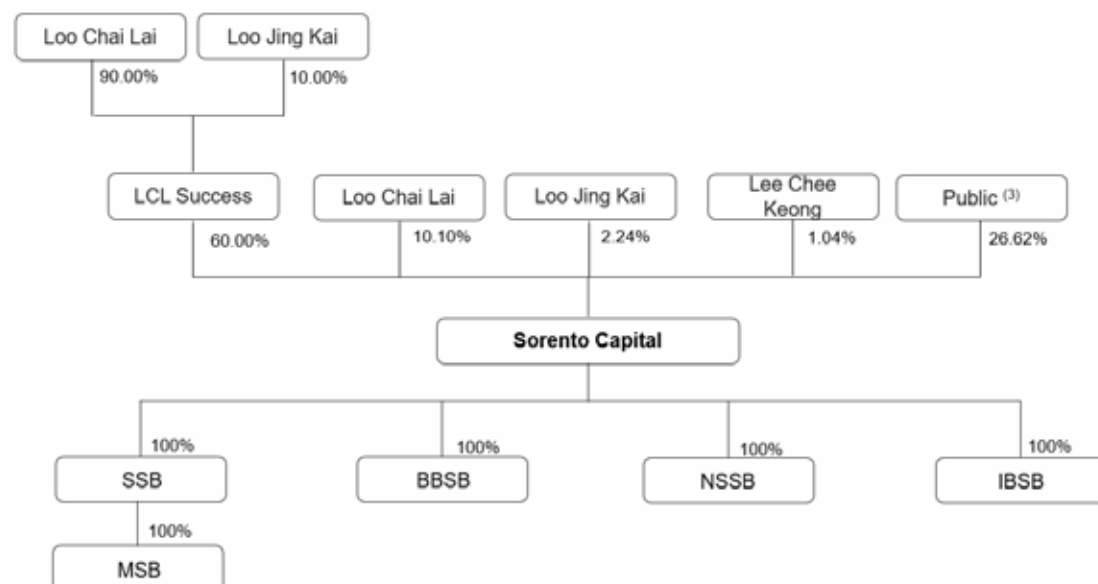 Loo Chai Lai
Loo Jing Kai
90.00%
10.00%
LCL Success
Loo Chai Lai
Loo Jing Kai
Lee Chee
Keong
Public (3)
60.00%
10.10%
2.24%
1.04%
26.62%
Sorento Capital
100%
100%
100%
100%
SSB
BBSB
NSSB
IBSB
100%
MSB